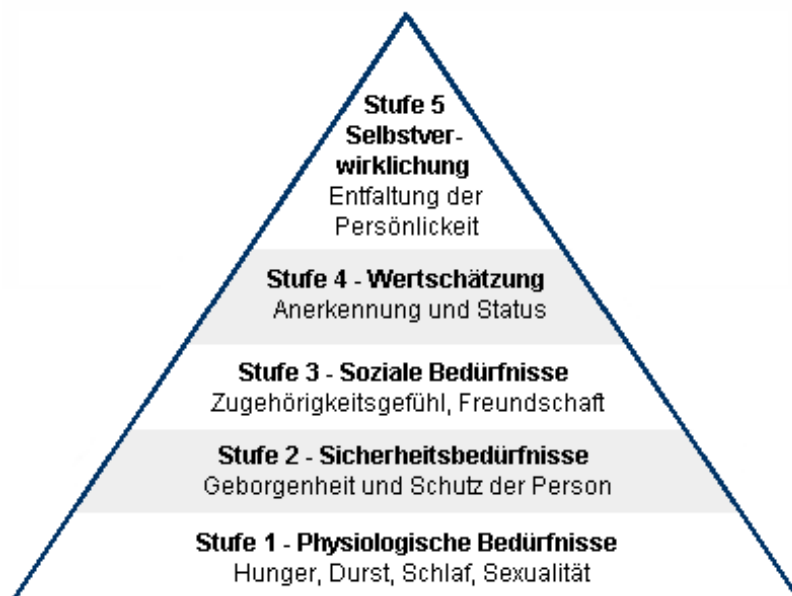 Stufe 5
Selbstver-
wirklichung
Entfaltung der
Persönlickeit
Stufe 4 - Wertschätzung
Anerkennung und Status
Stufe 3 - Soziale Bedürfnisse
Zugehörigkeitsgefühl, Freundschaft
Stufe 2 - Sicherheitsbedürfnisse
Geborgenheit und Schutz der Person
Stufe 1 - Physiologische Bedürfnisse
Hunger, Durst, Schlaf, Sexualität